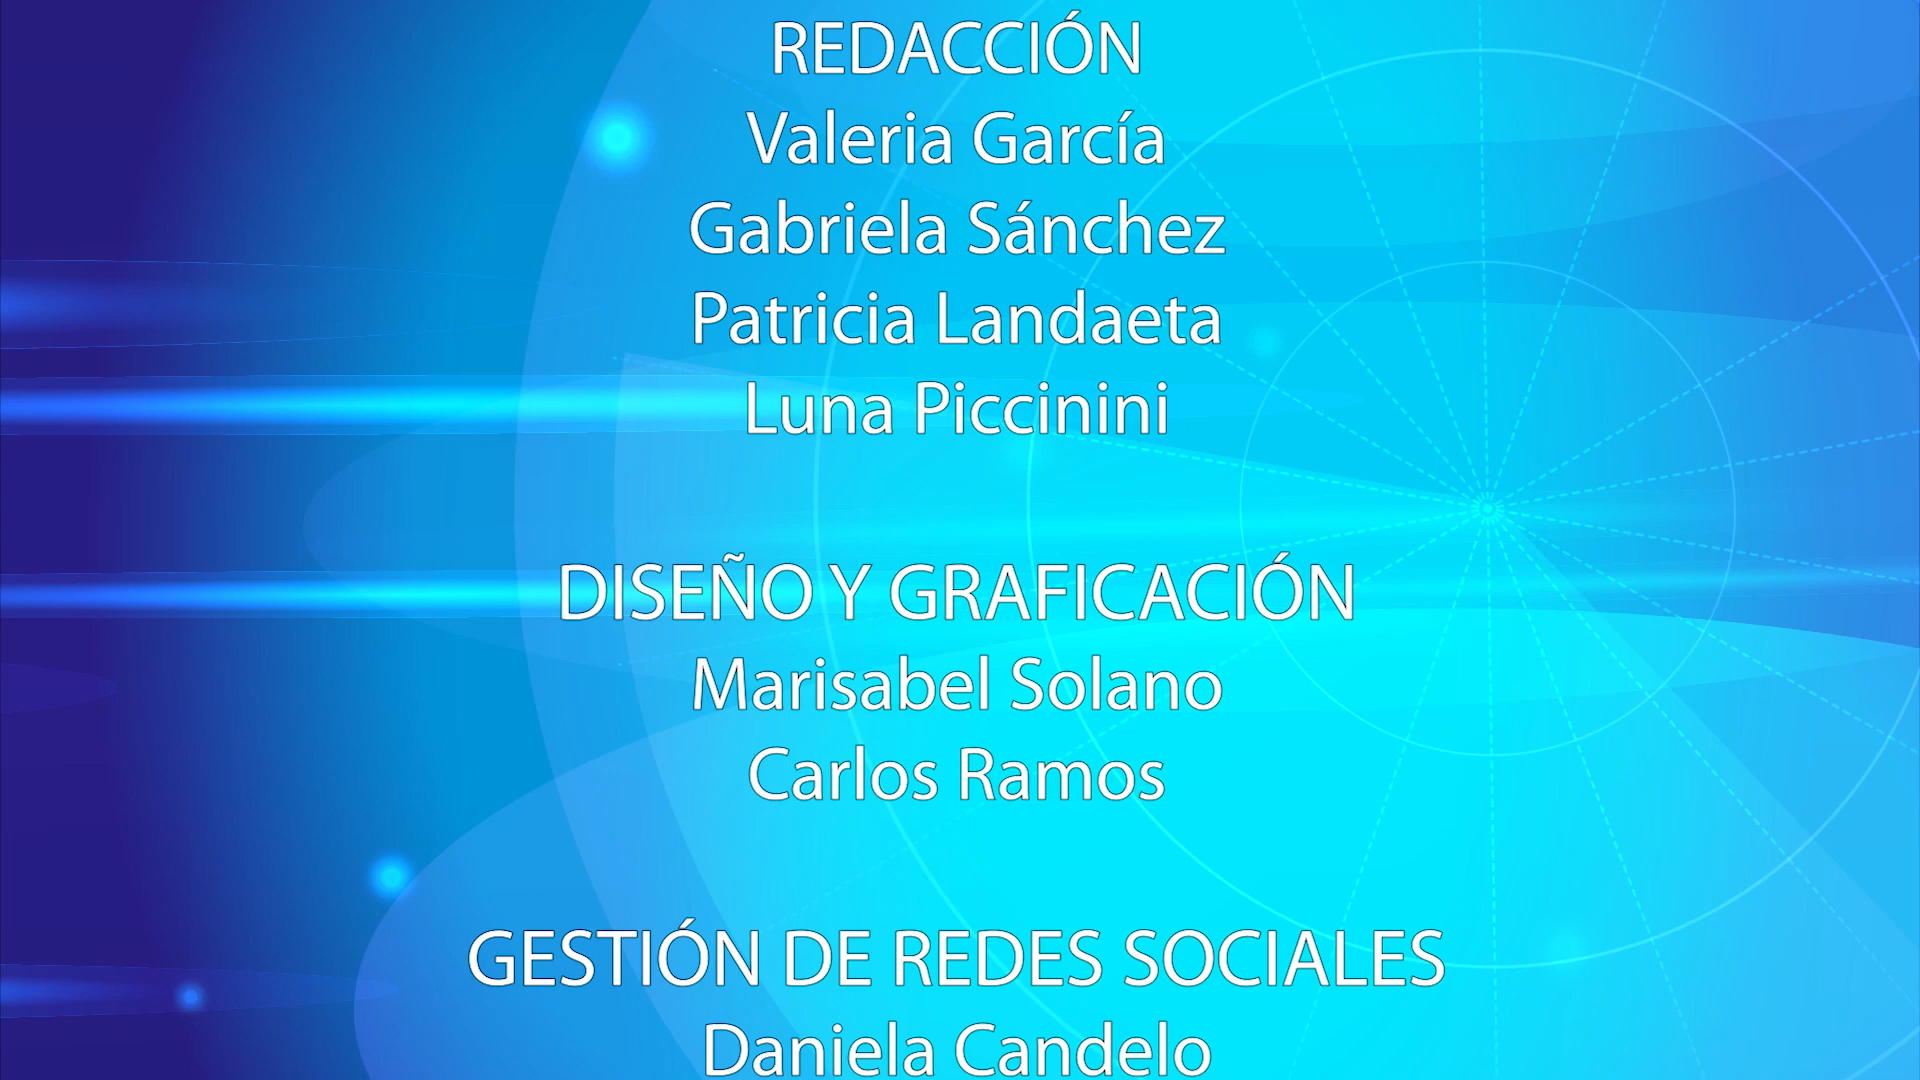 REDACCIÓN
Valeria García
Gabriela Sánchez
Patricia Landaeta
Luna Piccinini
DISEÑO Y GRAFICACIÓN
Marisabel Solano
Carlos Ramos
GESTIÓN DE REDES SOCIALES
Daniela Candelo